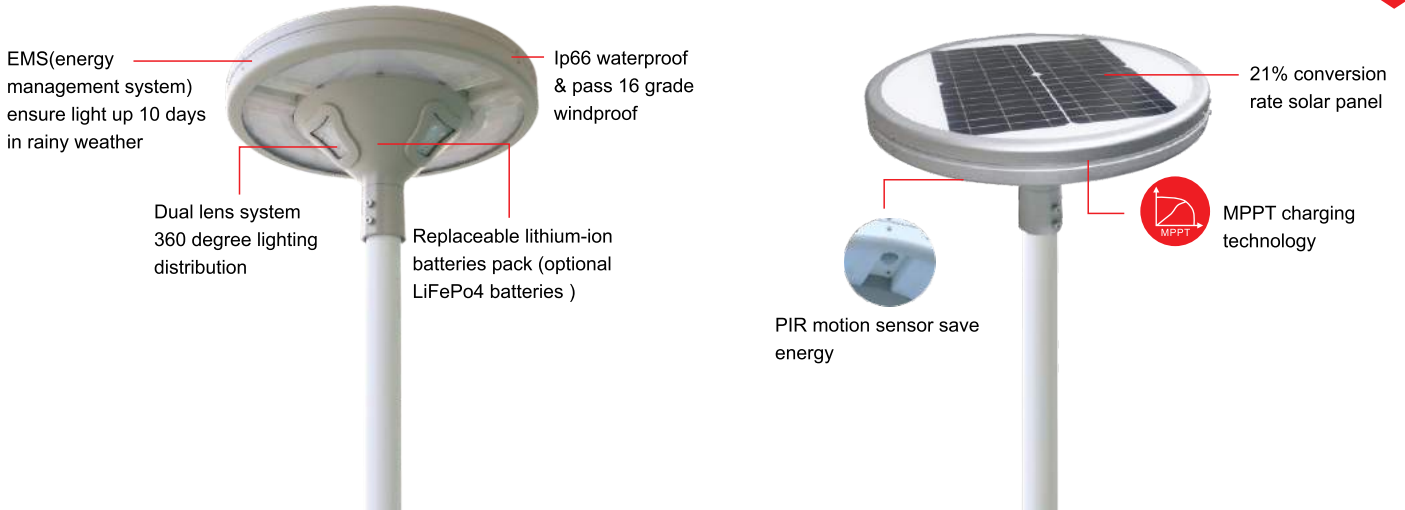 EMS(energy
management system)
ensure light up 10 days
in rainy weather
Ip66 waterproof
& pass 16 grade
windproof
Dual lens system
360 degree lighting
distribution
Replaceable lithium-ion
batteries pack (optional
LiFePo4 batteries )
21% conversion
rate solar panel
MPPT
MPPT charging
technology
PIR motion sensor save
energy